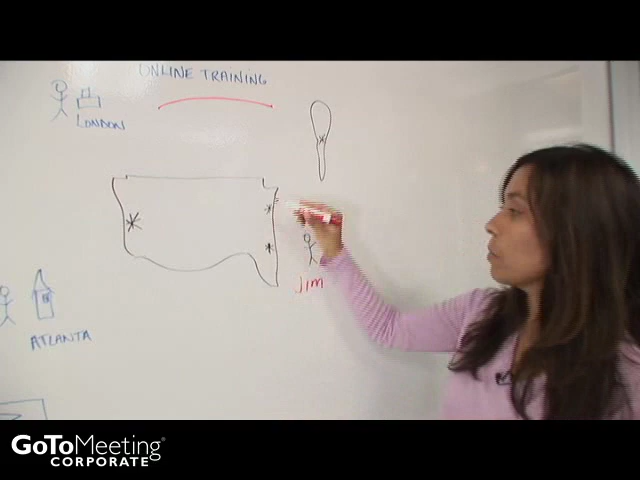 ONLINE TRAINING
LONDON
Jim
ATLANTA
GoToMeeting®
CORPORATE